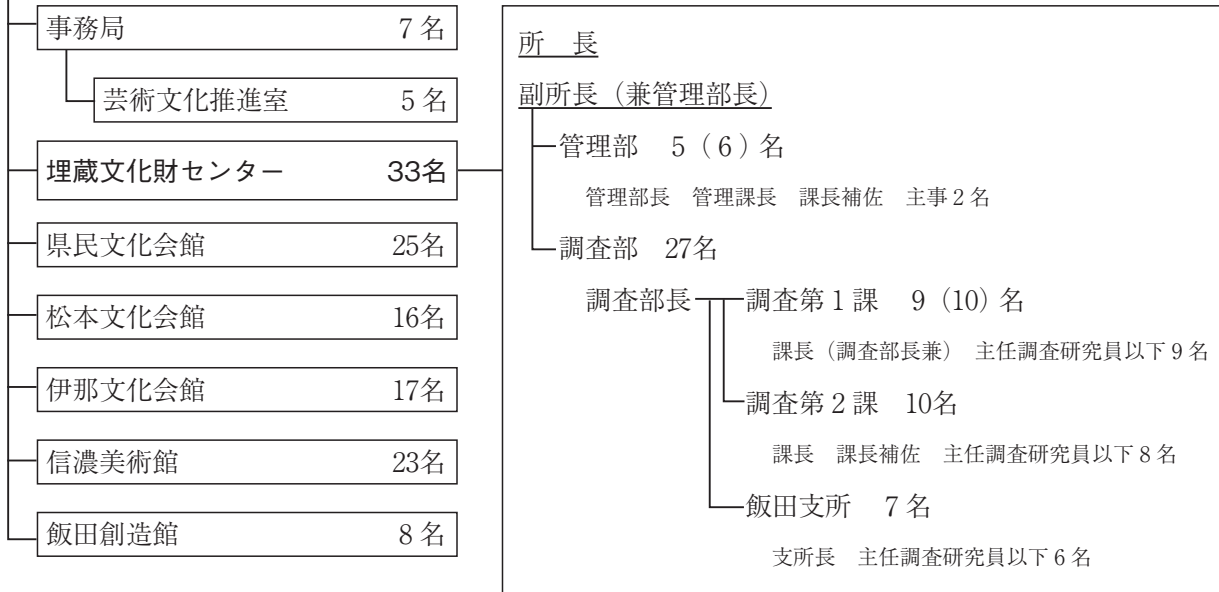 事務局 7名
芸術文化推進室 5名
埋蔵文化財センター 33名
県民文化会館 25名
松本文化会館 16名
伊那文化会館 17名
信濃美術館 23名
飯田創造館 8名
所　長
副所長（兼管理部長）
管理部　5（6）名
管理部長　管理課長　課長補佐　主事2名
調査部　27名
調査部長
調査第1課　9（10）名
課長（調査部長兼）　主任調査研究員以下9名
調査第2課　10名
課長　課長補佐　主任調査研究員以下8名
飯田支所　7名
支所長　主任調査研究員以下6名